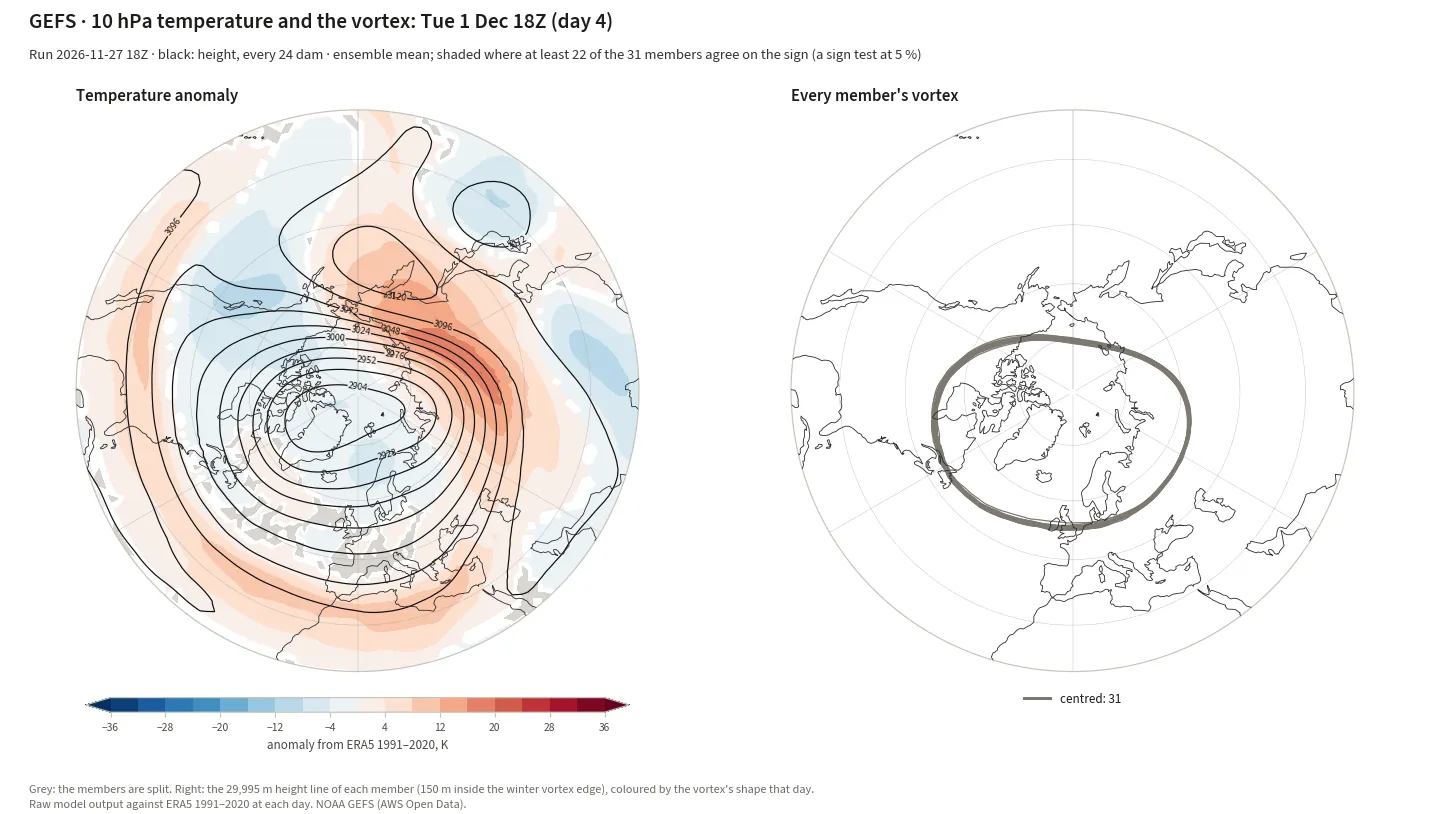 GEFS · 10 hPa temperature and the vortex: Tue 1 Dec 18Z (day 4)
Run 2026-11-27 18Z · black: height, every 24 dam · ensemble mean; shaded where at least 22 of the 31 members agree on the sign (a sign test at 5 %)
Temperature anomaly
Every member's vortex
3096
3072
3120
3024
3048
3096
3000
2976
2952
2904
2928
−36
−28
−20
−12
−4
4
12
20
28
36
anomaly from ERA5 1991–2020, K
centred: 31
Grey: the members are split. Right: the 29,995 m height line of each member (150 m inside the winter vortex edge), coloured by the vortex's shape that day.
Raw model output against ERA5 1991–2020 at each day. NOAA GEFS (AWS Open Data).